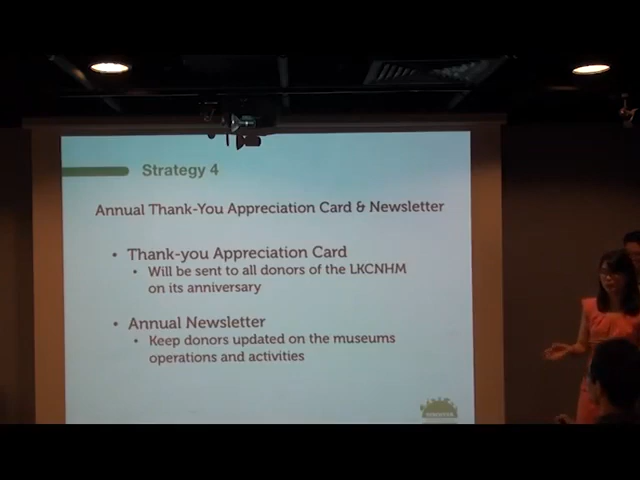 Strategy 4
Annual Thank-You Appreciation Card & Newsletter
• Thank-you Appreciation Card
• Will be sent to all donors of the LKCNHM
on its anniversary
• Annual Newsletter
• Keep donors updated on the museums
operations and activities